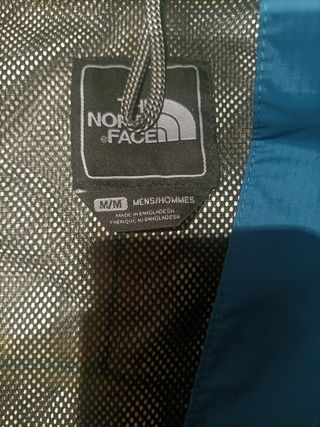 THE
NORTH
FACE
®
M/M MENS/HOMMES
MADE IN BANGLADESH
FABRIQUÉ AU BANGLADESH